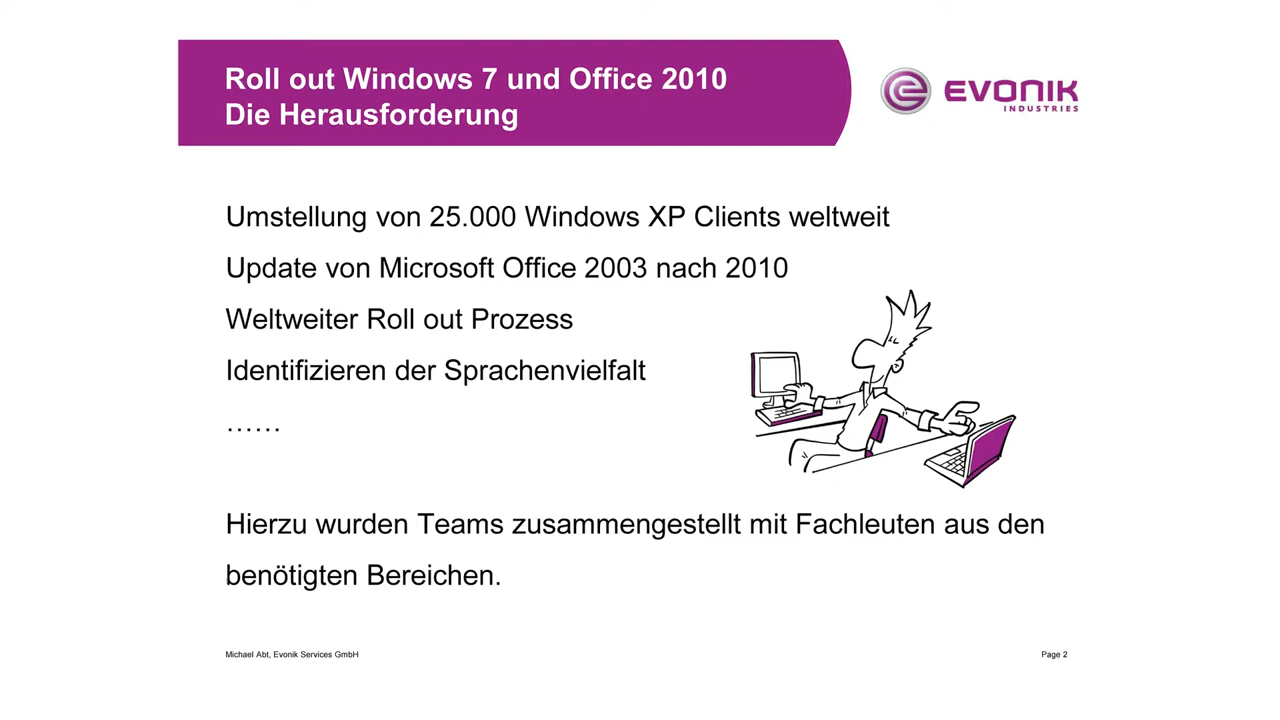 Roll out Windows 7 und Office 2010
Die Herausforderung
EVONIK
INDUSTRIES
Umstellung von 25.000 Windows XP Clients weltweit
Update von Microsoft Office 2003 nach 2010
Weltweiter Roll out Prozess
Identifizieren der Sprachenvielfalt
……
Hierzu wurden Teams zusammengestellt mit Fachleuten aus den
benötigten Bereichen.
Michael Abt, Evonik Services GmbH
Page 2